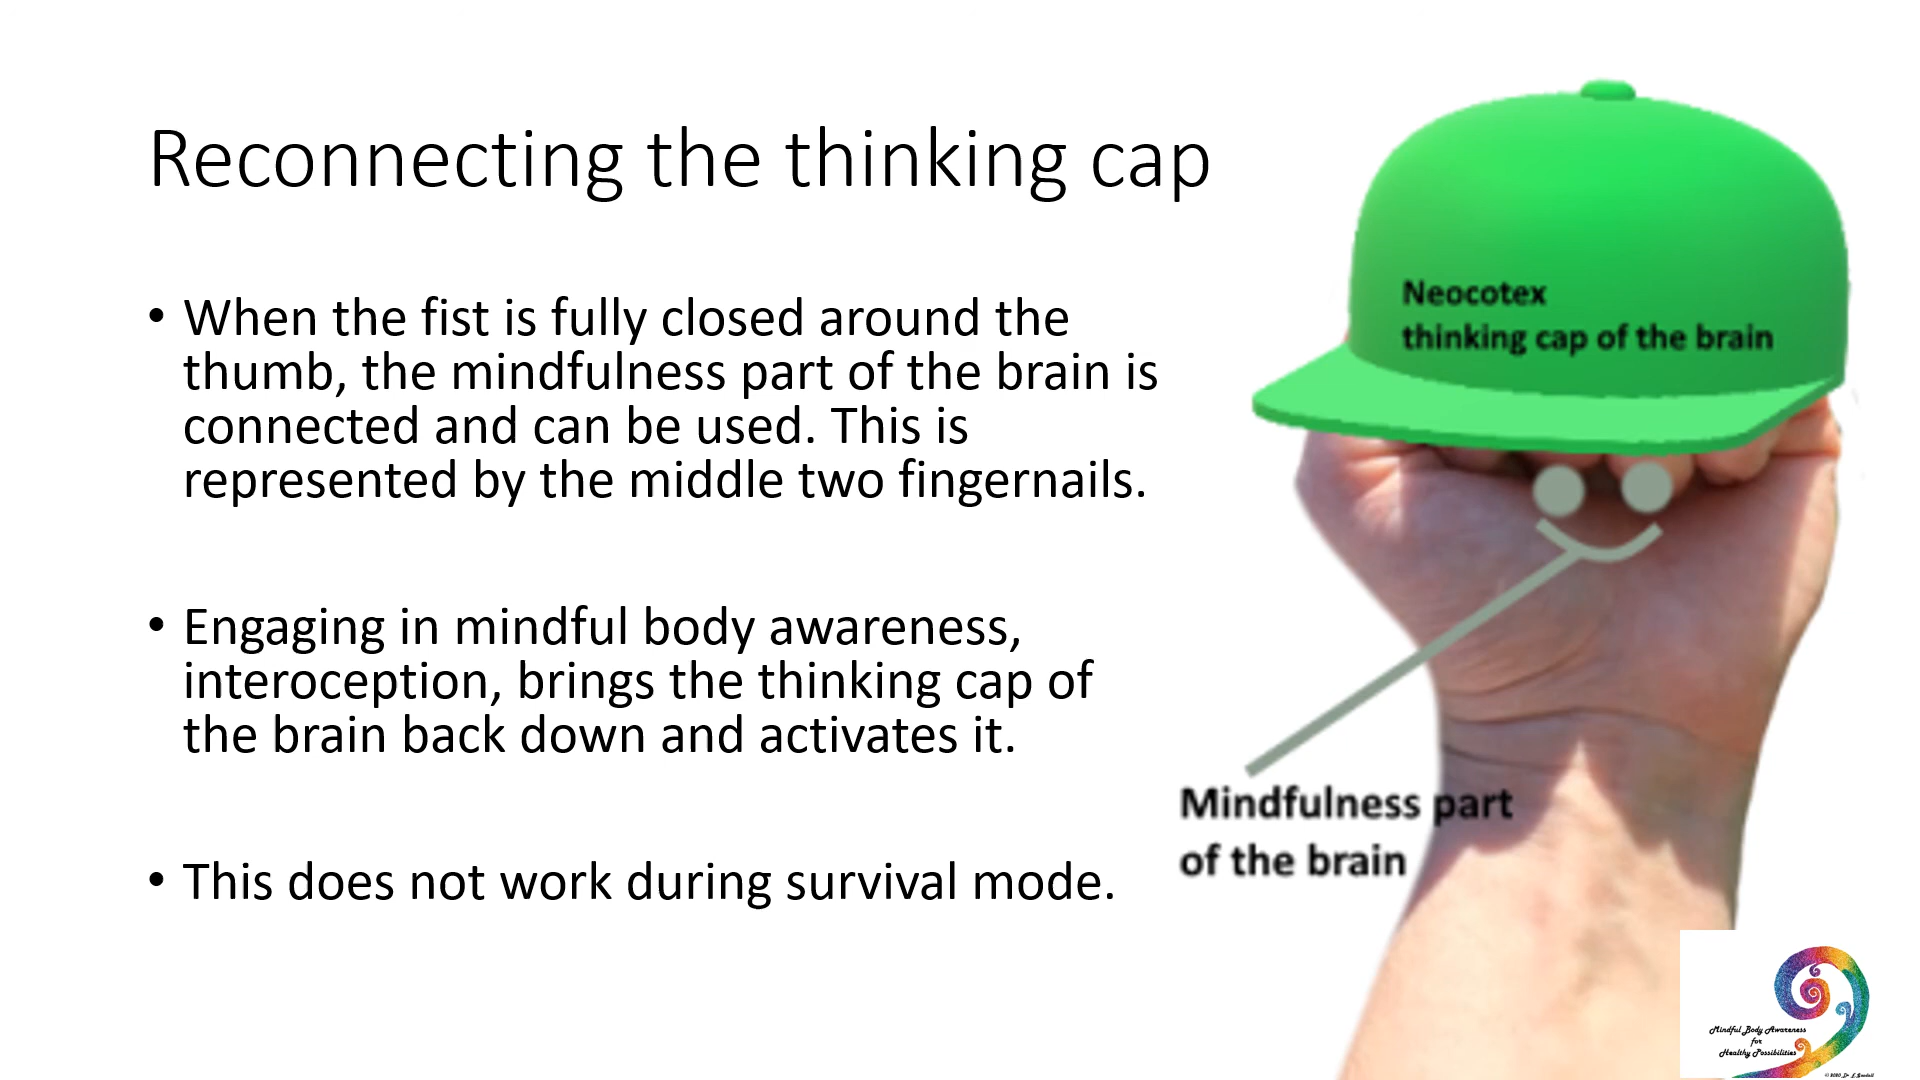 Reconnecting the thinking cap
• When the fist is fully closed around the
thumb, the mindfulness part of the brain is
connected and can be used. This is
represented by the middle two fingernails.
• Engaging in mindful body awareness,
interoception, brings the thinking cap of
the brain back down and activates it.
• This does not work during survival mode.
Neocotex
thinking cap of the brain
Mindfulness part
of the brain
Mindful Body Awareness
for
Healthy Possibilities
© 2020 Dr E.Goodall